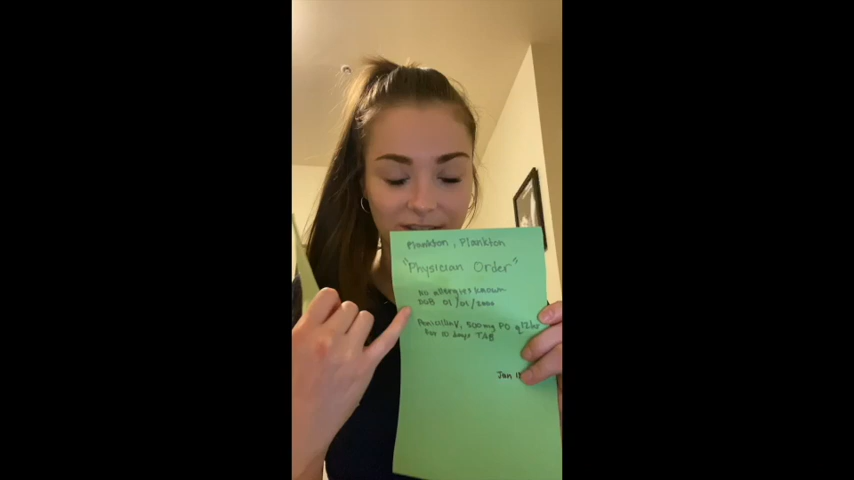 Plankton, Plankton
"Physician Order"
No allergies known
DOB 01/01/2000
Penicillin V, 500mg PO q12hr
for 10 days TAB
Jan